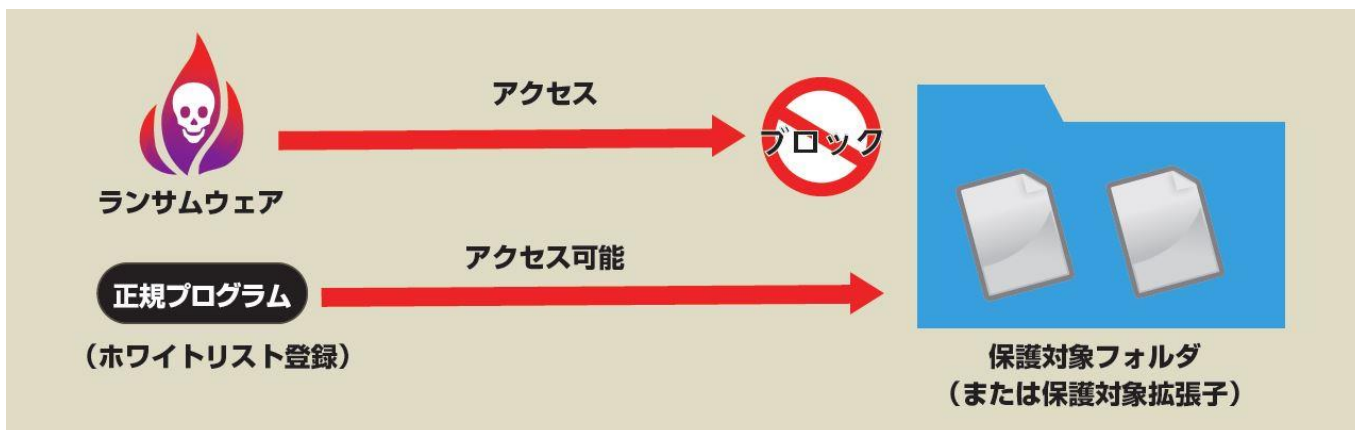 アクセス
ブロック
ランサムウェア
アクセス可能
正規プログラム
（ホワイトリスト登録）
保護対象フォルダ
（または保護対象拡張子）